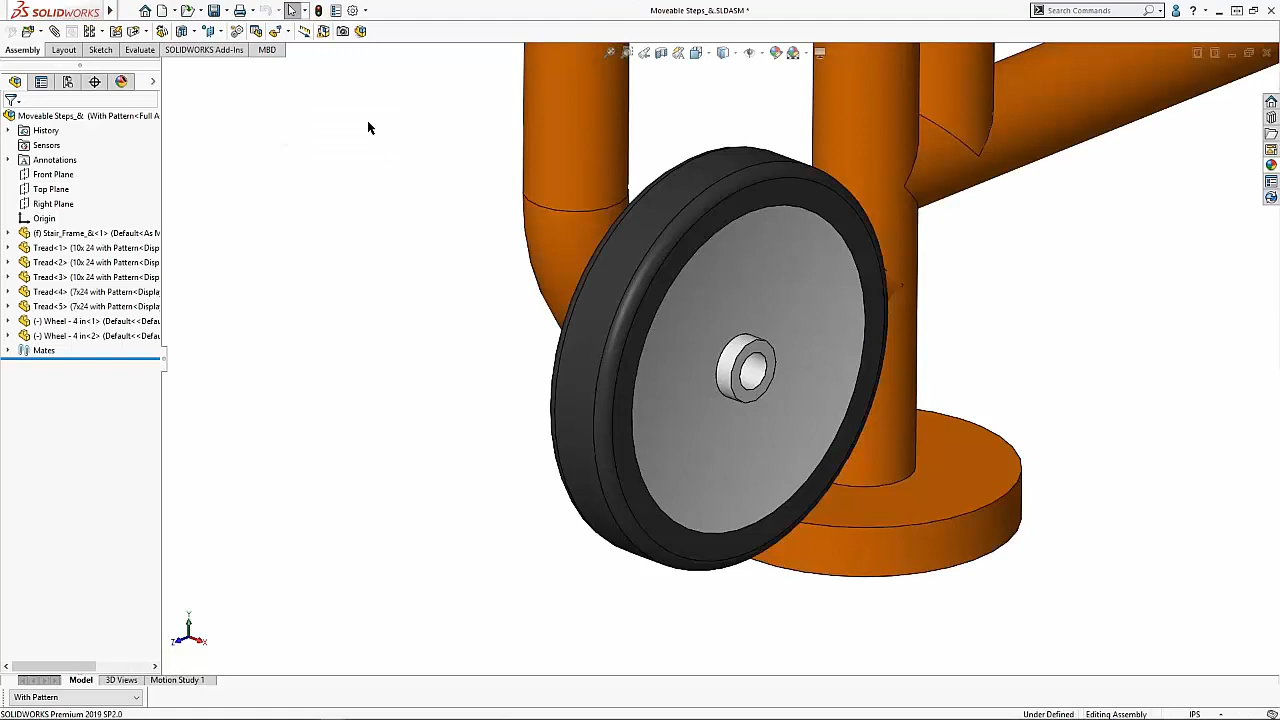 SOLIDWORKS
Moveable Steps_&.SLDASM *
Search Commands
Assembly
Layout
Sketch
Evaluate
SOLIDWORKS Add-Ins
MBD
Moveable Steps_& (With Pattern<Full A
History
Sensors
Annotations
Front Plane
Top Plane
Right Plane
Origin
(f) Stair_Frame_&<1> (Default<As M
Tread<1> (10x 24 with Pattern<Disp
Tread<2> (10x 24 with Pattern<Disp
Tread<3> (10x 24 with Pattern<Disp
Tread<4> (7x24 with Pattern<Displa
Tread<5> (7x24 with Pattern<Displa
(-) Wheel - 4 in<1> (Default<<Defau
(-) Wheel - 4 in<2> (Default<<Defau
Mates
Y
Z
X
Model
3D Views
Motion Study 1
With Pattern
SOLIDWORKS Premium 2019 SP2.0
Under Defined
Editing Assembly
IPS